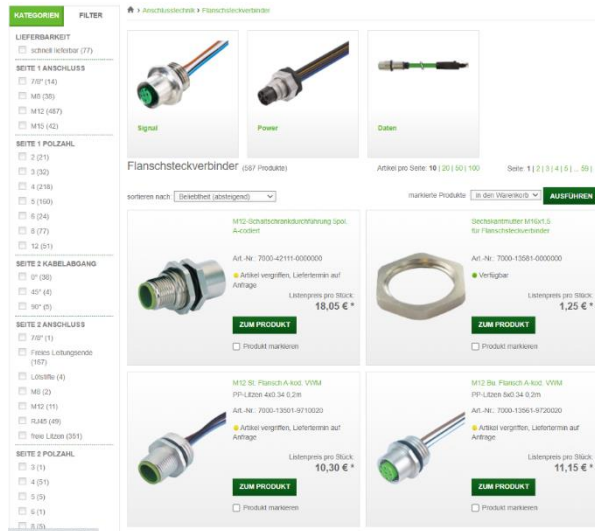 KATEGORIEN FILTER
> Anschlusstechnik > Flanschsteckverbinder
LIEFERBARKEIT
schnell lieferbar (77)
SEITE 1 ANSCHLUSS
7/8" (14)
M8 (38)
M12 (487)
M15 (42)
SEITE 1 POLZAHL
2 (21)
3 (32)
4 (218)
5 (160)
6 (24)
8 (77)
12 (51)
SEITE 2 KABELABGANG
0° (38)
45° (4)
90° (5)
SEITE 2 ANSCHLUSS
7/8" (1)
Freies Leitungsende
(167)
Lötstifte (4)
M8 (2)
M12 (11)
RJ45 (49)
freie Litzen (351)
SEITE 2 POLZAHL
3 (1)
4 (51)
5 (5)
6 (1)
8 (5)
Signal
Power
Daten
Flanschsteckverbinder (587 Produkte)
Artikel pro Seite: 10 | 20 | 50 | 100
Seite: 1 | 2 | 3 | 4 | 5 | ... 59 |
sortieren nach: Beliebtheit (absteigend)
markierte Produkte: In den Warenkorb AUSFÜHREN
M12-Schaltschrankdurchführung 5pol.
A-codiert
Art.-Nr.: 7000-42111-0000000
Artikel vergriffen, Liefertermin auf
Anfrage
Listenpreis pro Stück:
18,05 € *
ZUM PRODUKT
Produkt markieren
Sechskantmutter M16x1,5
für Flanschsteckverbinder
Art.-Nr.: 7000-13581-0000000
Verfügbar
Listenpreis pro Stück:
1,25 € *
ZUM PRODUKT
Produkt markieren
M12 St. Flansch A-kod. VWM
PP-Litzen 4x0.34 0,2m
Art.-Nr.: 7000-13501-9710020
Artikel vergriffen, Liefertermin auf
Anfrage
Listenpreis pro Stück:
10,30 € *
ZUM PRODUKT
Produkt markieren
M12 Bu. Flansch A-kod. VWM
PP-Litzen 5x0.34 0,2m
Art.-Nr.: 7000-13561-9720020
Artikel vergriffen, Liefertermin auf
Anfrage
Listenpreis pro Stück:
11,15 € *
ZUM PRODUKT
Produkt markieren